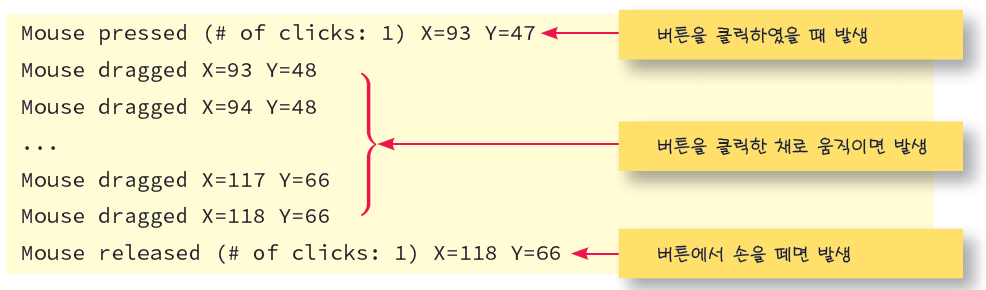 Mouse pressed (# of clicks: 1) X=93 Y=47
버튼을 클릭하였을 때 발생
Mouse dragged X=93 Y=48
Mouse dragged X=94 Y=48
...
버튼을 클릭한 채로 움직이면 발생
Mouse dragged X=117 Y=66
Mouse dragged X=118 Y=66
Mouse released (# of clicks: 1) X=118 Y=66
버튼에서 손을 떼면 발생